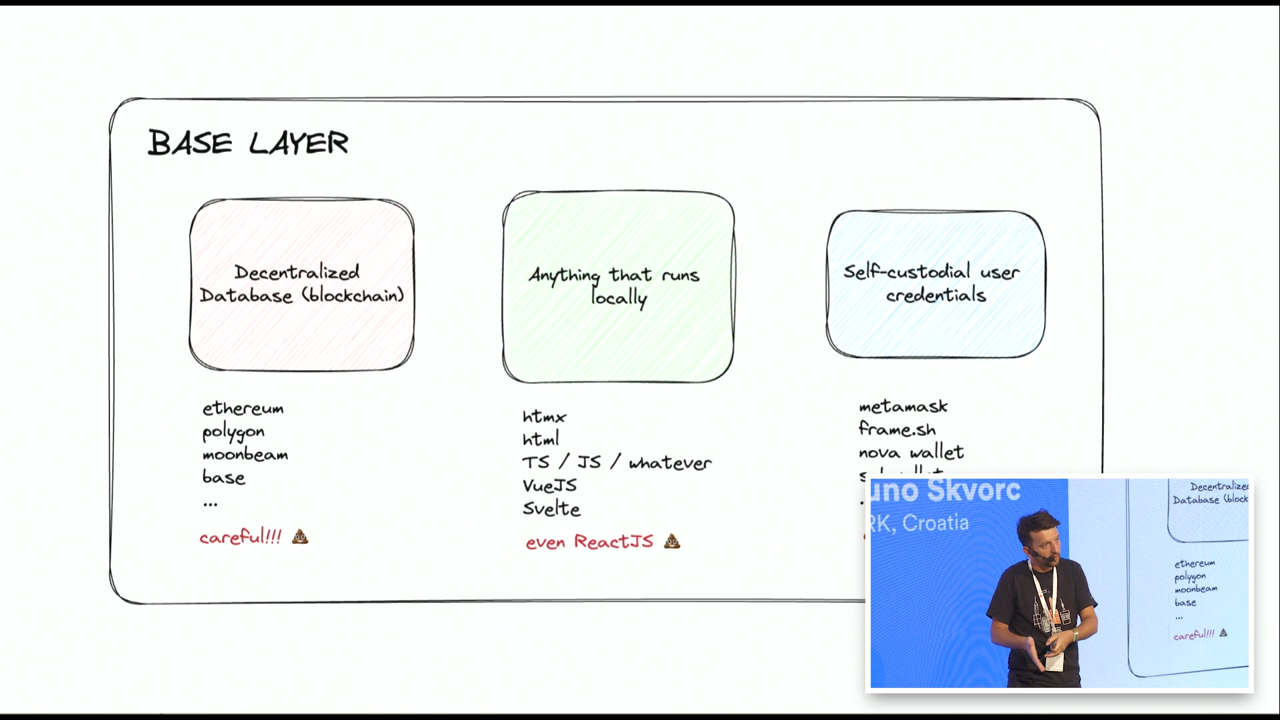 BASE LAYER
Decentralized
Database (blockchain)
ethereum
polygon
moonbeam
base
...
careful!!! 💩
Anything that runs
locally
htmx
html
TS / JS / whatever
VueJS
Svelte
even ReactJS 💩
Self-custodial user
credentials
metamask
frame.sh
nova wallet
uno Skvorc
RK, Croatia
Decentralized
Database (block
ethereum
polygon
moonbeam
base
...
careful!!! 💩